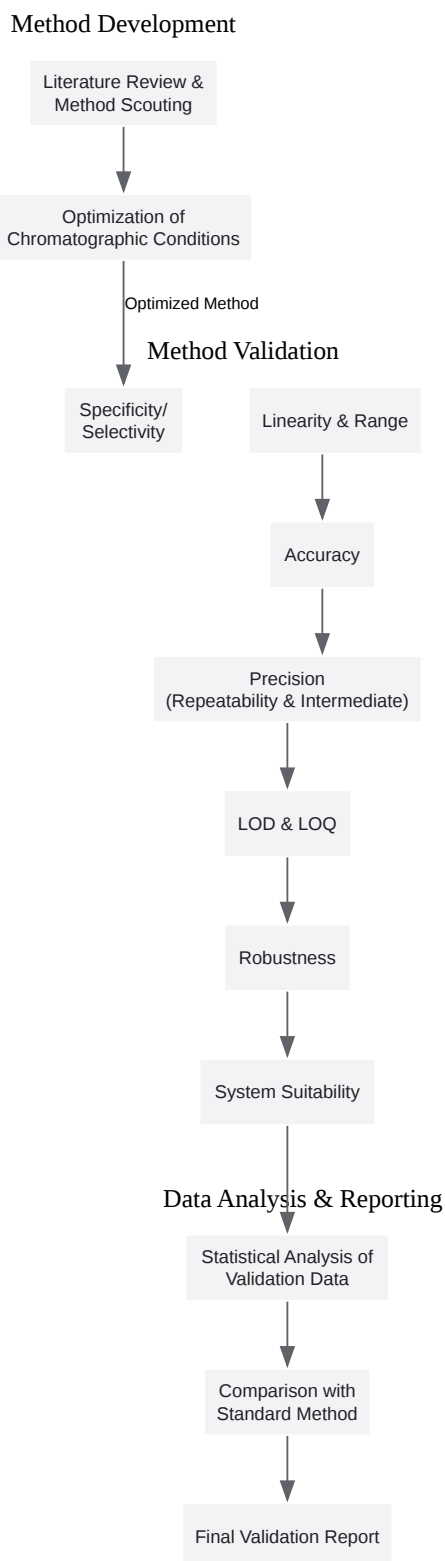 Method Development
Literature Review &
Method Scouting
Optimization of
Chromatographic Conditions
Optimized Method
Method Validation
Specificity/
Selectivity
Linearity & Range
Accuracy
Precision
(Repeatability & Intermediate)
LOD & LOQ
Robustness
System Suitability
Data Analysis & Reporting
Statistical Analysis of
Validation Data
Comparison with
Standard Method
Final Validation Report